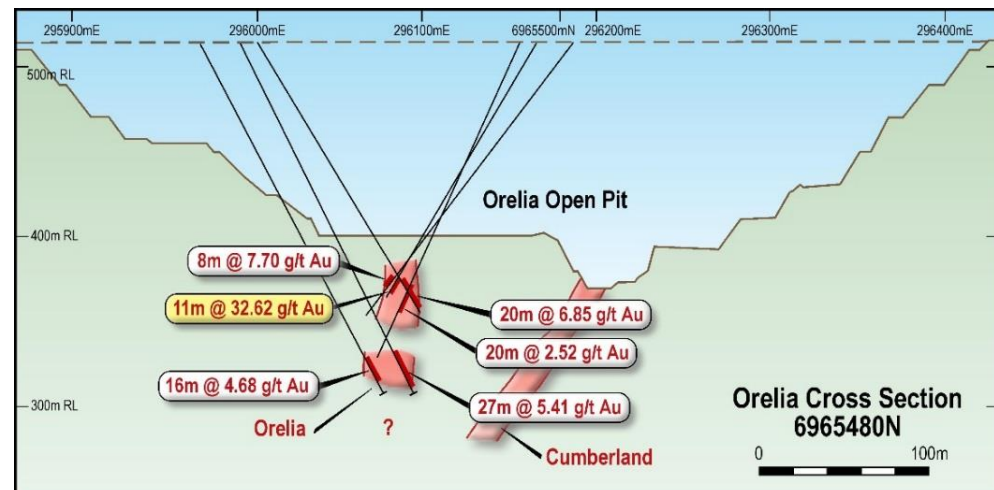 295900mE 296000mE 296100mE 6965500mN 296200mE 296300mE 296400mE
500m RL
Orelia Open Pit
400m RL
8m @ 7.70 g/t Au
11m @ 32.62 g/t Au
20m @ 6.85 g/t Au
20m @ 2.52 g/t Au
16m @ 4.68 g/t Au
27m @ 5.41 g/t Au
300m RL
Orelia
?
Cumberland
Orelia Cross Section
6965480N
0 100m